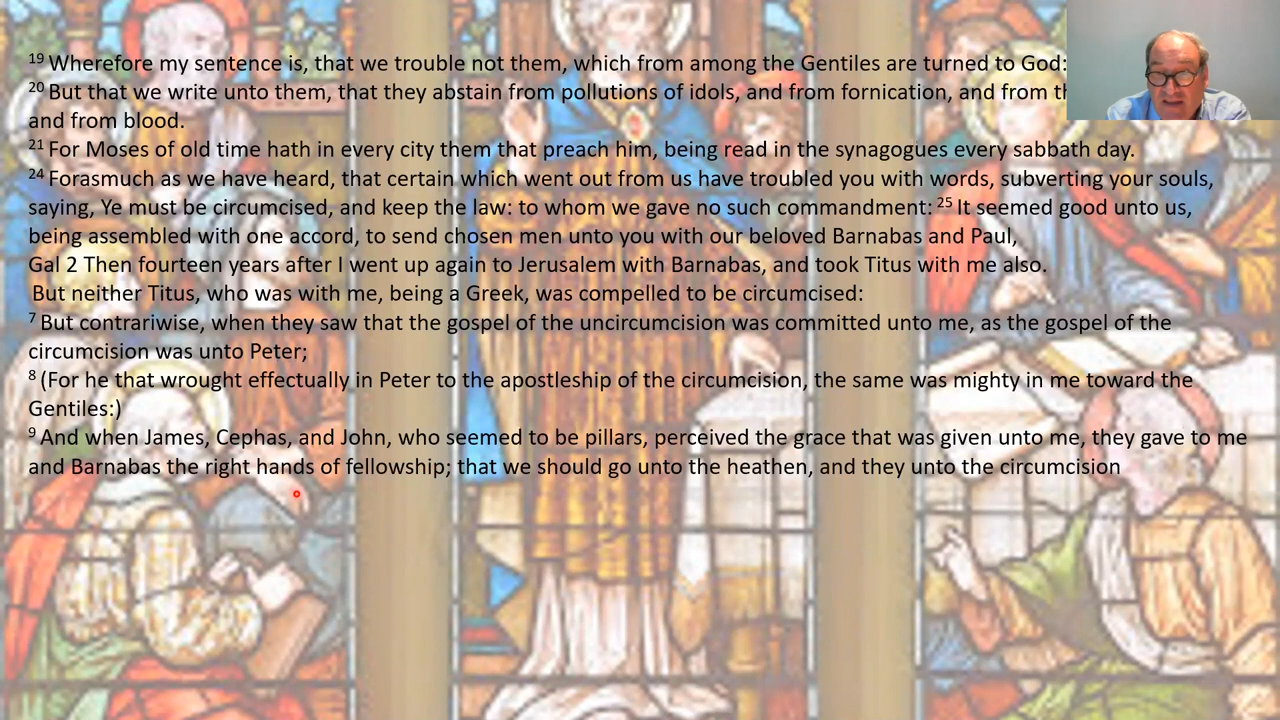 19 Wherefore my sentence is, that we trouble not them, which from among the Gentiles are turned to God:
20 But that we write unto them, that they abstain from pollutions of idols, and from fornication, and from
and from blood.
21 For Moses of old time hath in every city them that preach him, being read in the synagogues every sabbath day.
24 Forasmuch as we have heard, that certain which went out from us have troubled you with words, subverting your souls,
saying, Ye must be circumcised, and keep the law: to whom we gave no such commandment: 25 It seemed good unto us,
being assembled with one accord, to send chosen men unto you with our beloved Barnabas and Paul,
Gal 2 Then fourteen years after I went up again to Jerusalem with Barnabas, and took Titus with me also.
But neither Titus, who was with me, being a Greek, was compelled to be circumcised:
7 But contrariwise, when they saw that the gospel of the uncircumcision was committed unto me, as the gospel of the
circumcision was unto Peter;
8 (For he that wrought effectually in Peter to the apostleship of the circumcision, the same was mighty in me toward the
Gentiles:)
9 And when James, Cephas, and John, who seemed to be pillars, perceived the grace that was given unto me, they gave to me
and Barnabas the right hands of fellowship; that we should go unto the heathen, and they unto the circumcision